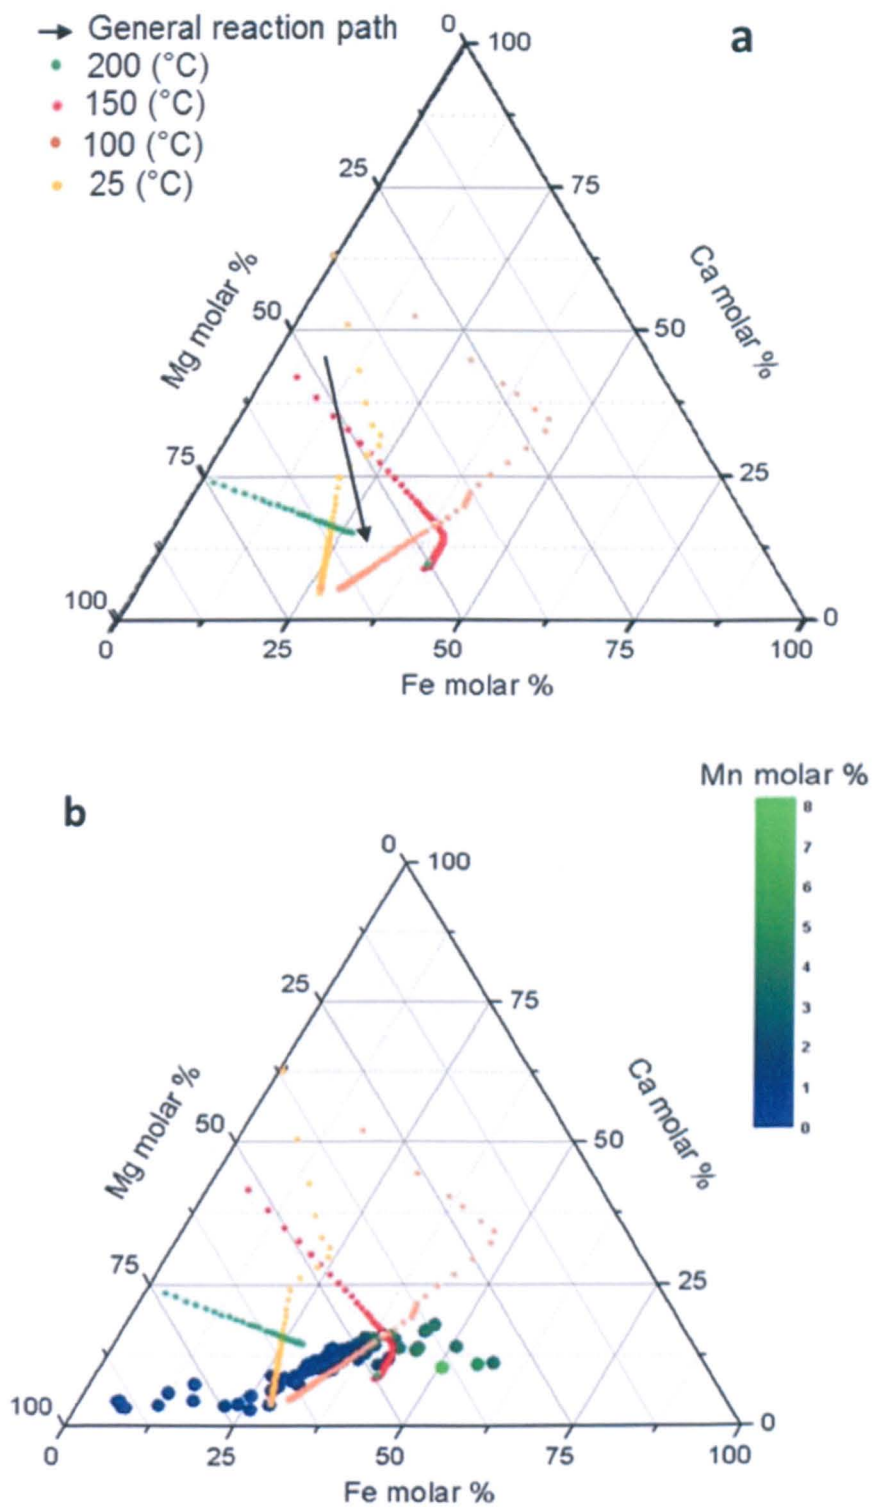 General reaction path
200 (°C)
150 (°C)
100 (°C)
25 (°C)
a
0
100
25
75
Mg molar %
Ca molar %
50
50
75
25
100
0
0
25
50
75
100
Fe molar %
Mn molar %
b
8
7
6
5
4
3
2
1
0
0
100
25
75
Mg molar %
Ca molar %
50
50
75
25
100
0
0
25
50
75
100
Fe molar %